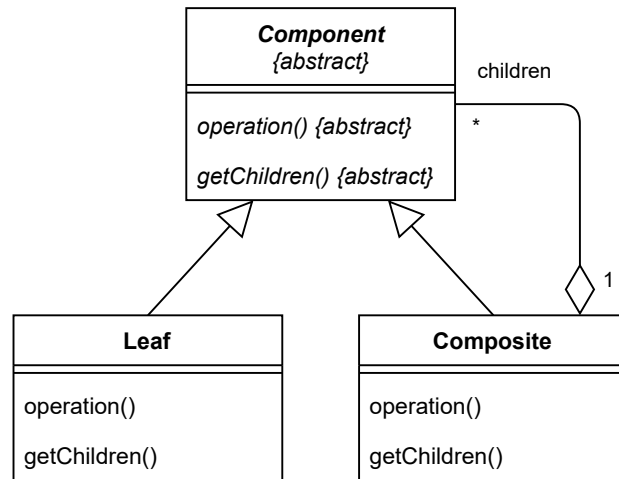 Component
{abstract}
operation() {abstract}
getChildren() {abstract}
children
*
1
Leaf
operation()
getChildren()
Composite
operation()
getChildren()